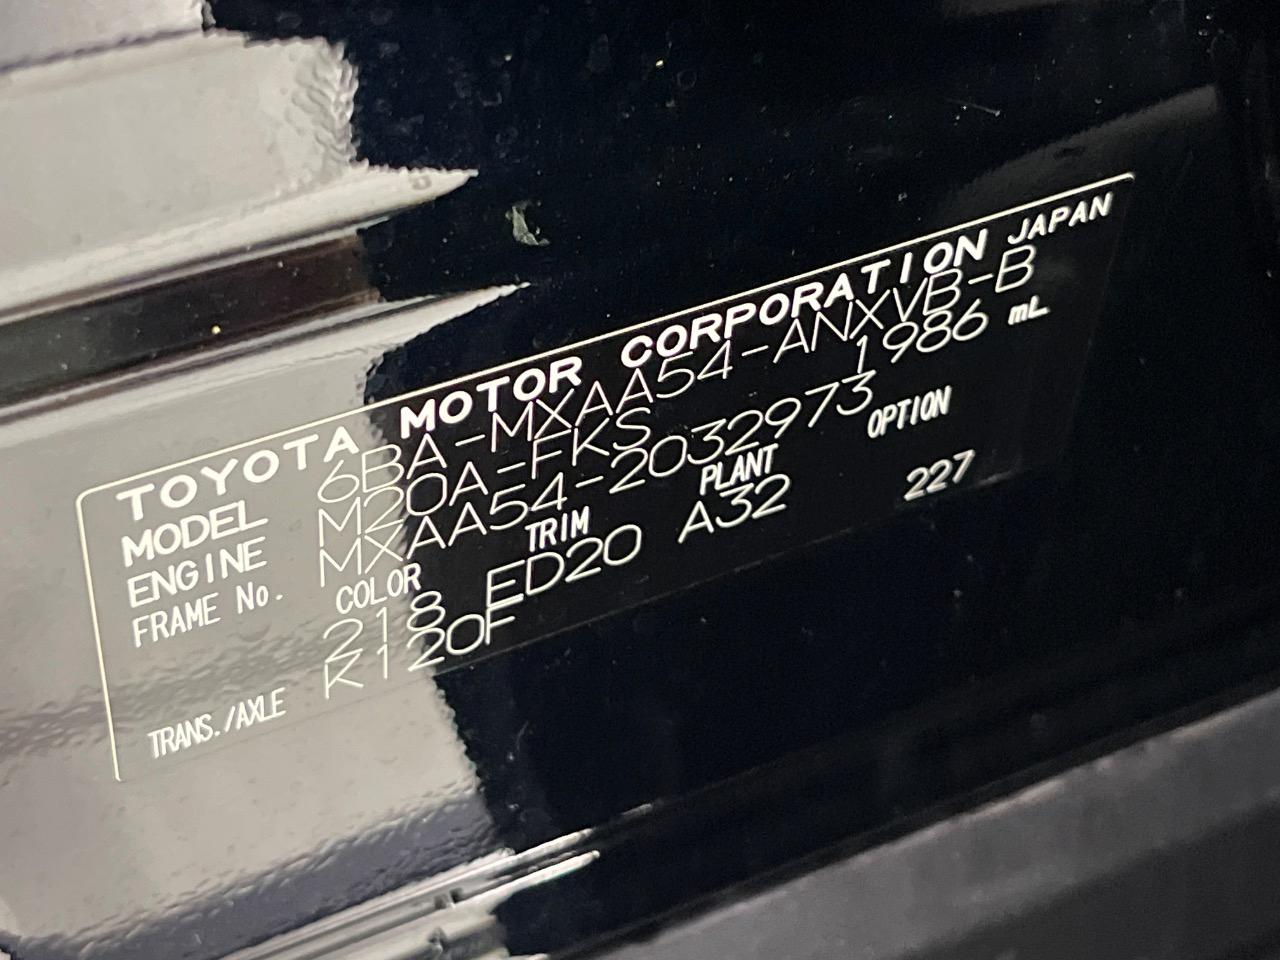 TOYOTA MOTOR CORPORATION JAPAN
MODEL 6BA-MXAA54-ANXVB-B
ENGINE M20A-FKS 1986 mL
FRAME No. MXAA54-2032973
COLOR TRIM PLANT OPTION
218 ED20 A32 227
TRANS./AXLE K120F